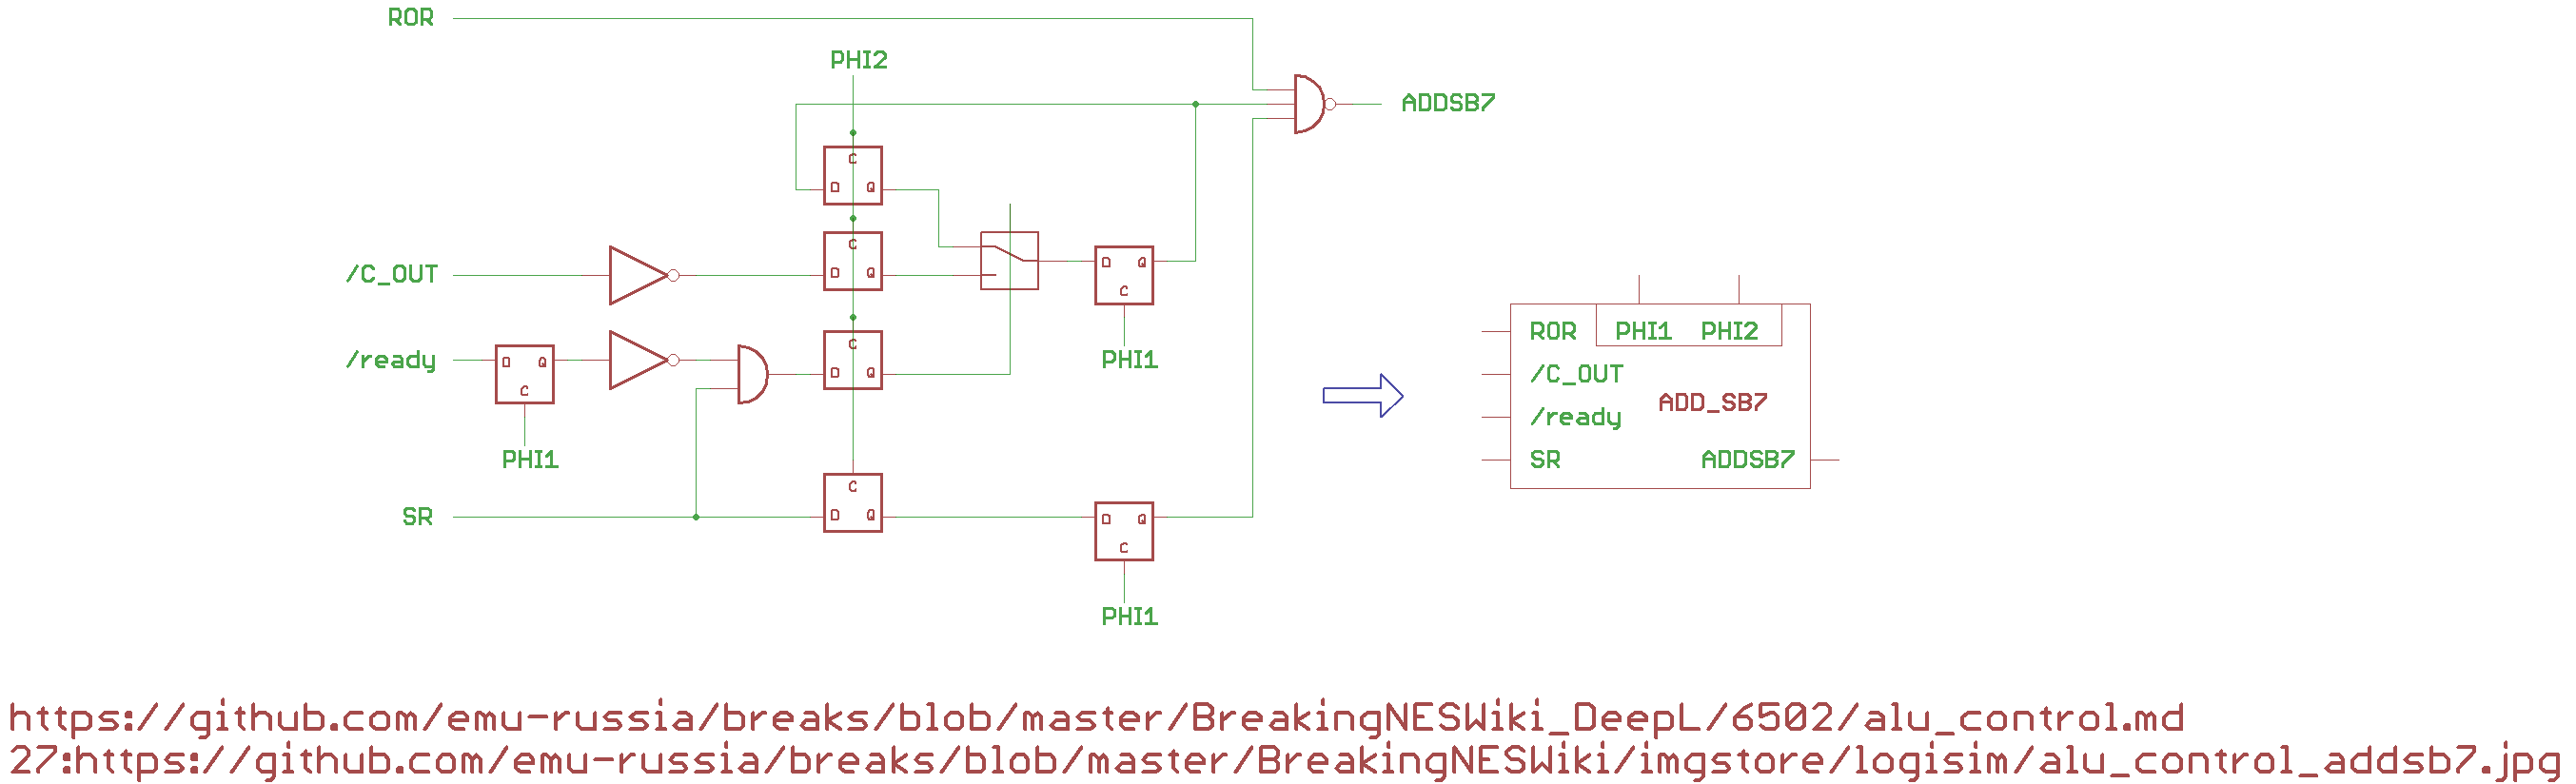 ROR
PHI2
ADDSB7
C
D Q
/C_OUT
C
D Q
D Q
C
PHI1
/ready
D Q
C
PHI1
C
D Q
SR
C
D Q
D Q
C
PHI1
ROR PHI1 PHI2
/C_OUT
ADD_SB7
/ready
SR ADDSB7
https://github.com/emu-russia/breaks/blob/master/BreakingNESWiki_DeepL/6502/alu_control.md
27:https://github.com/emu-russia/breaks/blob/master/BreakingNESWiki/imgstore/logisim/alu_control_addsb7.jpg